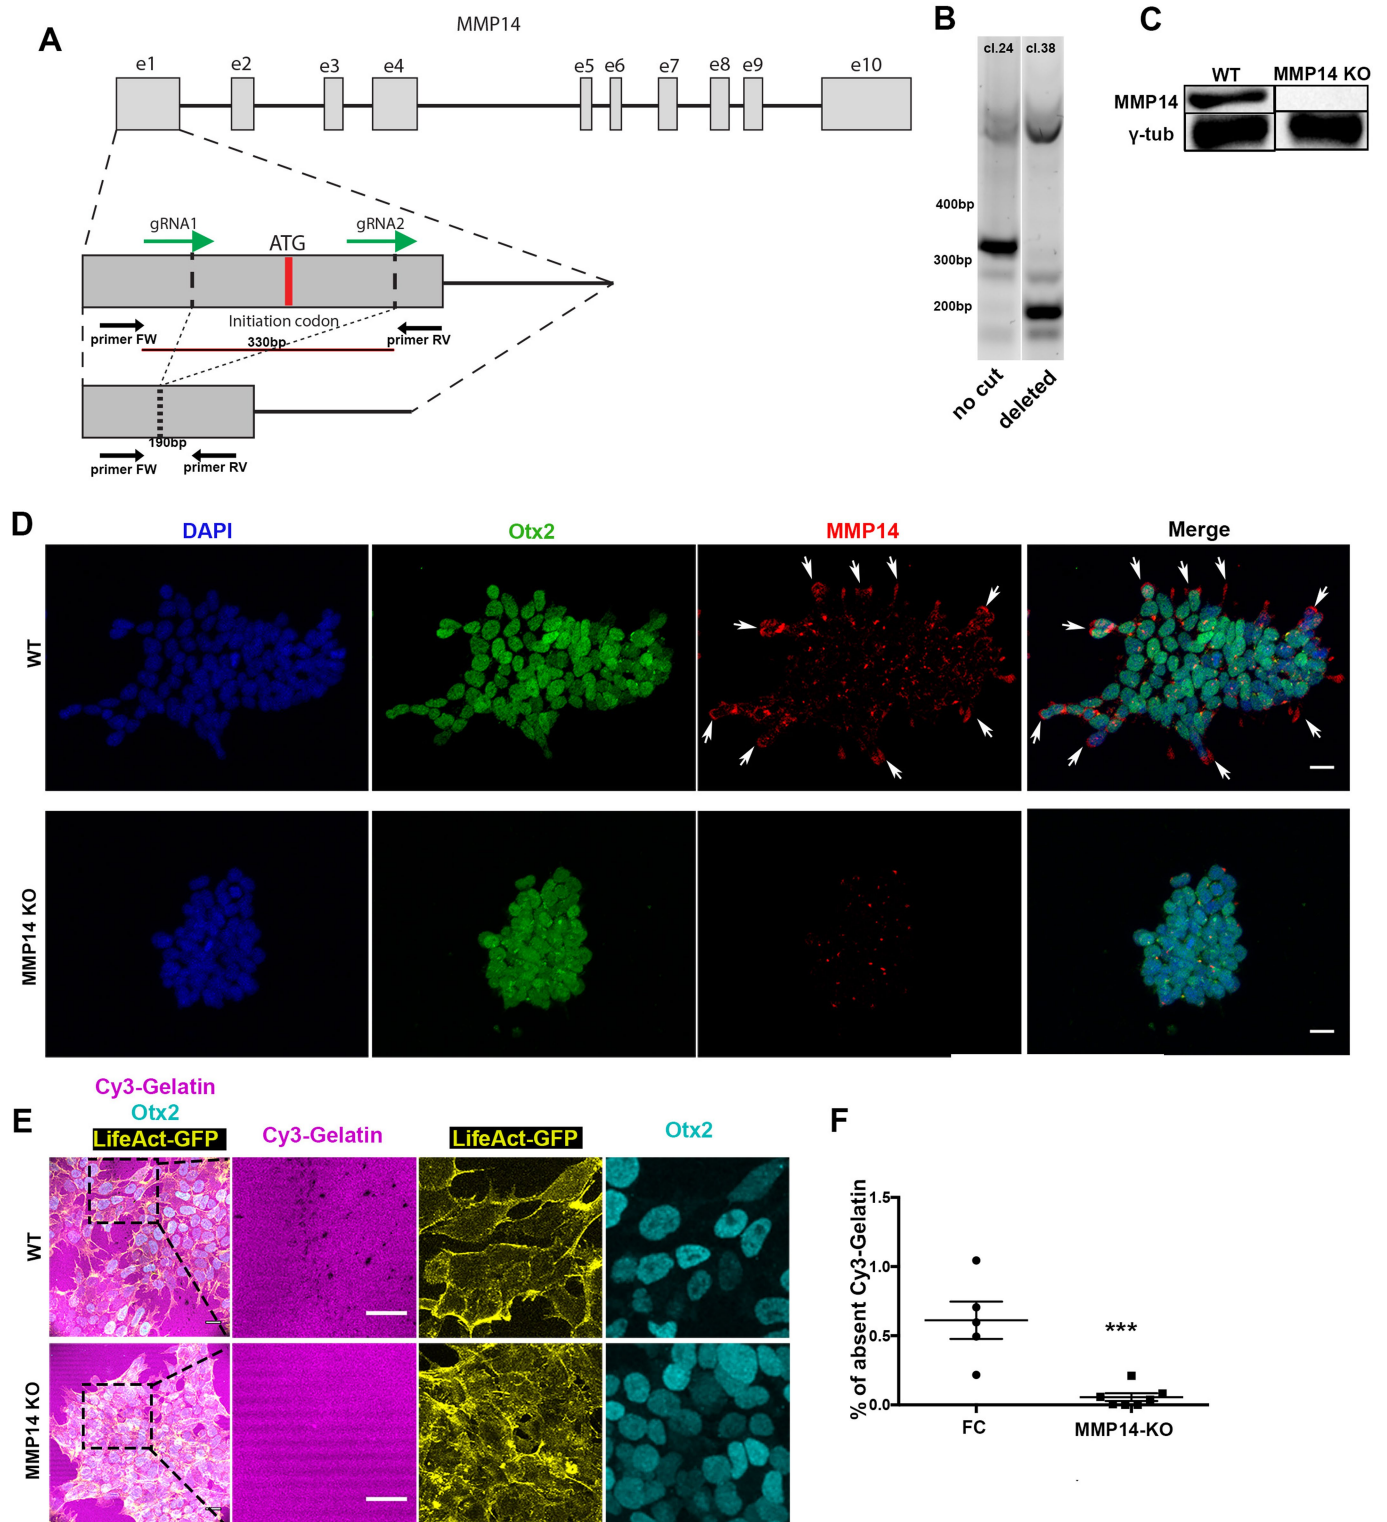 A
MMP14
e1
e2
e3
e4
e5
e6
e7
e8
e9
e10
gRNA1
gRNA2
ATG
Initiation codon
primer FW
330bp
primer RV
190bp
primer FW
primer RV
B
cl.24
cl.38
400bp
300bp
200bp
no cut
deleted
C
WT
MMP14 KO
MMP14
γ-tub
D
DAPI
Otx2
MMP14
Merge
WT
MMP14 KO
E
Cy3-Gelatin
Otx2
LifeAct-GFP
Cy3-Gelatin
LifeAct-GFP
Otx2
WT
MMP14 KO
F
% of absent Cy3-Gelatin
1.5
1.0
0.5
0.0
***
FC
MMP14-KO